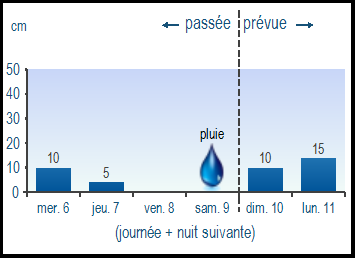 ← passée prévue →
cm
50
40
30
20
10
0
10
5
pluie
10
15
mer. 6 jeu. 7 ven. 8 sam. 9 dim. 10 lun. 11
(journée + nuit suivante)